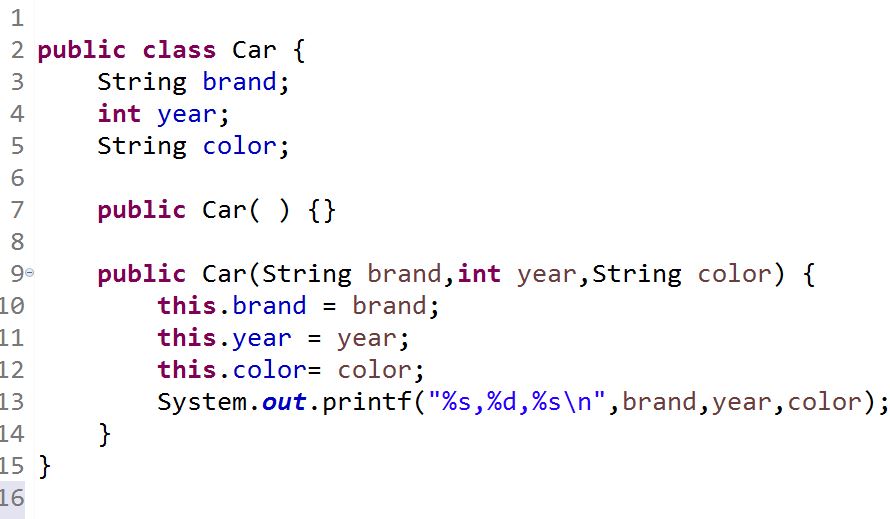 1
2 public class Car {
3     String brand;
4     int year;
5     String color;
6
7     public Car( ) {}
8
9     public Car(String brand,int year,String color) {
10         this.brand = brand;
11         this.year = year;
12         this.color= color;
13         System.out.printf("%s,%d,%s\n",brand,year,color);
14     }
15 }
16